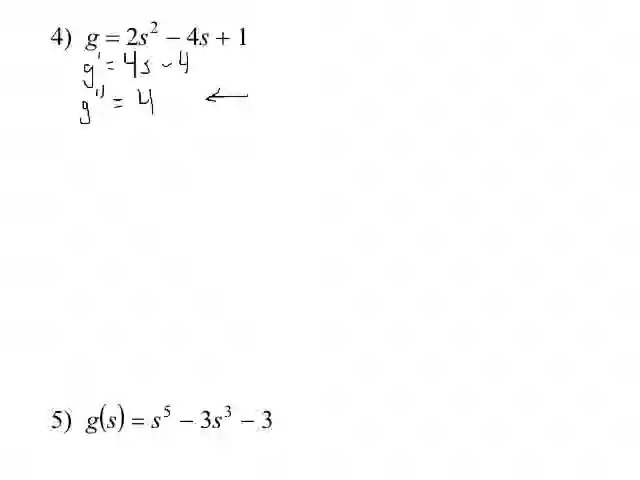 4) g = 2s² − 4s + 1
g' = 4s − 4
g'' = 4 ←
5) g(s) = s⁵ − 3s³ − 3